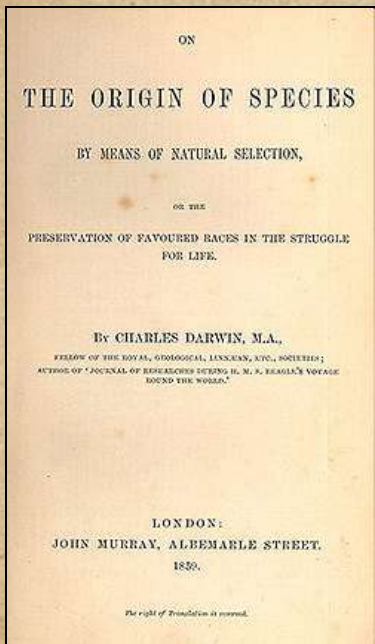 ON
THE ORIGIN OF SPECIES
BY MEANS OF NATURAL SELECTION,
OR THE
PRESERVATION OF FAVOURED RACES IN THE STRUGGLE
FOR LIFE.
BY CHARLES DARWIN, M.A.,
FELLOW OF THE ROYAL, GEOLOGICAL, LINNÆAN, ETC., SOCIETIES;
AUTHOR OF 'JOURNAL OF RESEARCHES DURING H. M. S. BEAGLE'S VOYAGE
ROUND THE WORLD.'
LONDON:
JOHN MURRAY, ALBEMARLE STREET.
1859.
The right of Translation is reserved.